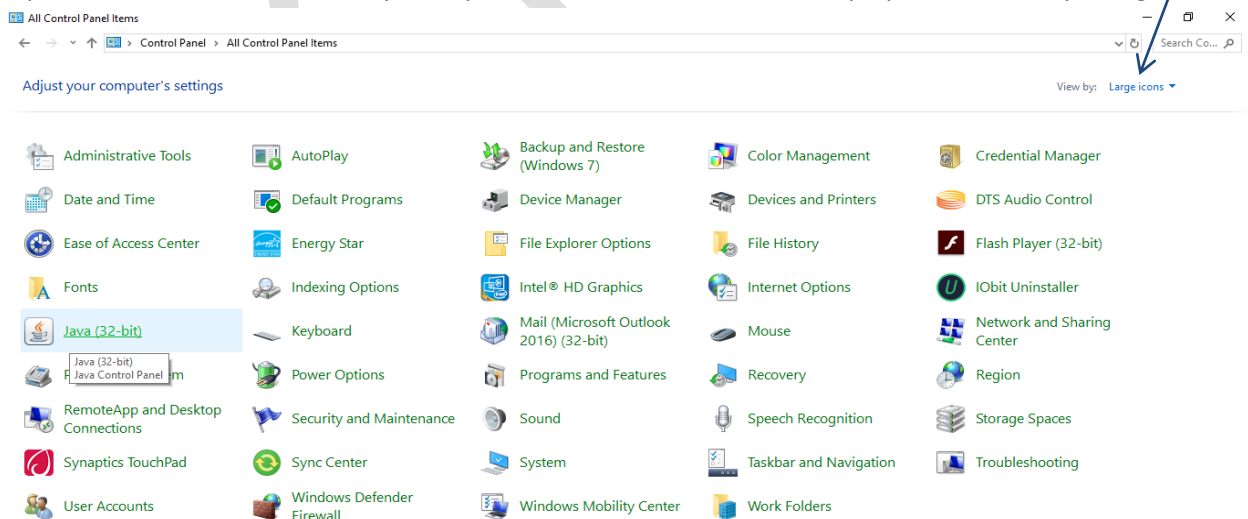 All Control Panel Items
Control Panel > All Control Panel Items
Search Co...
Adjust your computer's settings
View by: Large icons
Administrative Tools
AutoPlay
Backup and Restore
(Windows 7)
Color Management
Credential Manager
Date and Time
Default Programs
Device Manager
Devices and Printers
DTS Audio Control
Ease of Access Center
Energy Star
File Explorer Options
File History
Flash Player (32-bit)
Fonts
Indexing Options
Intel® HD Graphics
Internet Options
IObit Uninstaller
Java (32-bit)
Keyboard
Mail (Microsoft Outlook
2016) (32-bit)
Mouse
Network and Sharing
Center
Java (32-bit)
Java Control Panel
Power Options
Programs and Features
Recovery
Region
RemoteApp and Desktop
Connections
Security and Maintenance
Sound
Speech Recognition
Storage Spaces
Synaptics TouchPad
Sync Center
System
Taskbar and Navigation
Troubleshooting
User Accounts
Windows Defender
Firewall
Windows Mobility Center
Work Folders